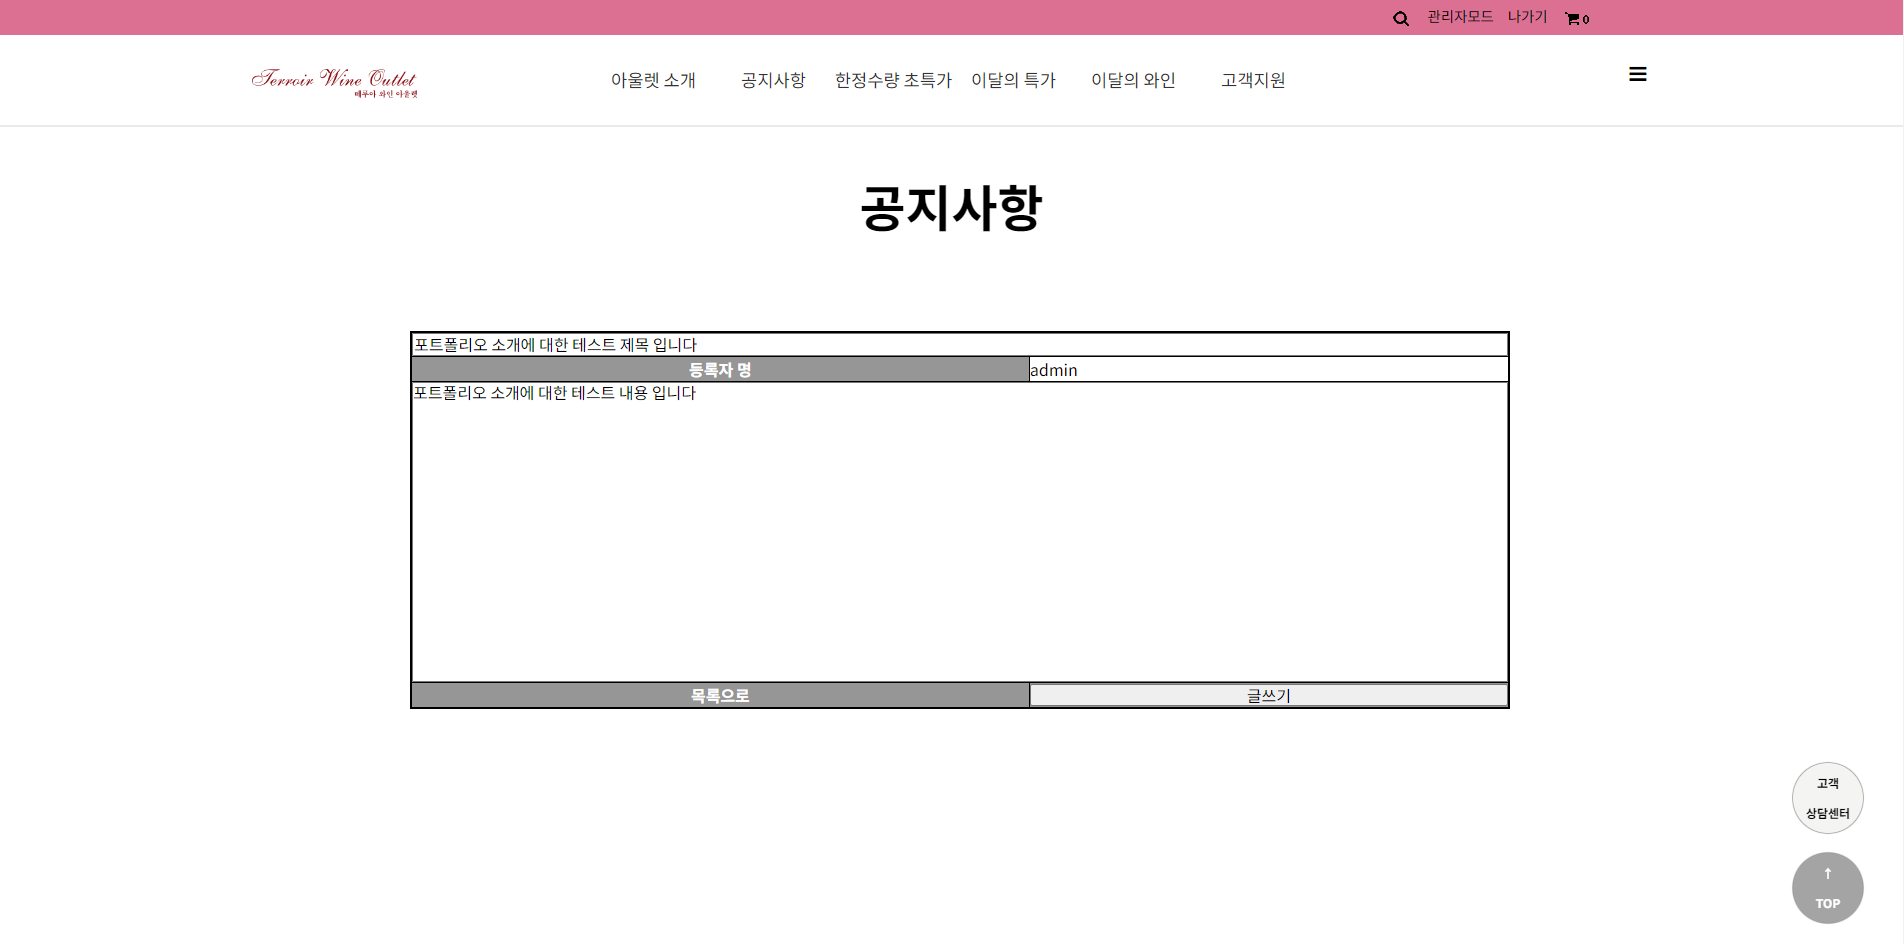 관리자모드 나가기 0
Terroir Wine Outlet
떼루아 와인 아울렛
아울렛 소개 공지사항 한정수량 초특가 이달의 특가 이달의 와인 고객지원
공지사항
포트폴리오 소개에 대한 테스트 제목 입니다
등록자 명 admin
포트폴리오 소개에 대한 테스트 내용 입니다
목록으로 글쓰기
고객
상담센터
↑
TOP